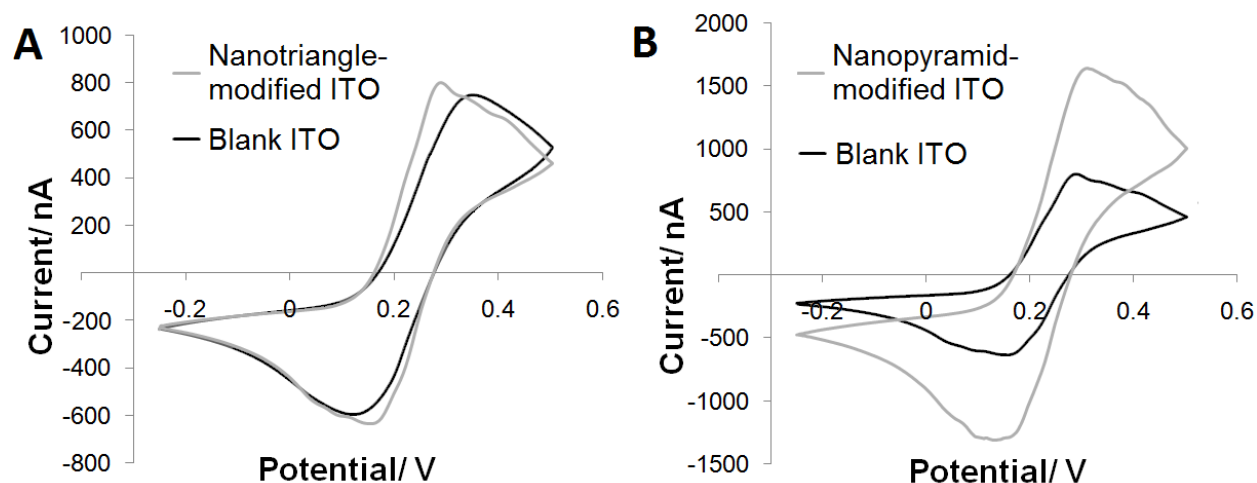 A
1000
800
600
400
200
-200
-400
-600
-800
-0.2
0
0.2
0.4
0.6
Current/ nA
Potential/ V
Nanotriangle-
modified ITO
Blank ITO
B
2000
1500
1000
500
0
-500
-1000
-1500
-0.2
0
0.2
0.4
0.6
Current/ nA
Potential/ V
Nanopyramid-
modified ITO
Blank ITO